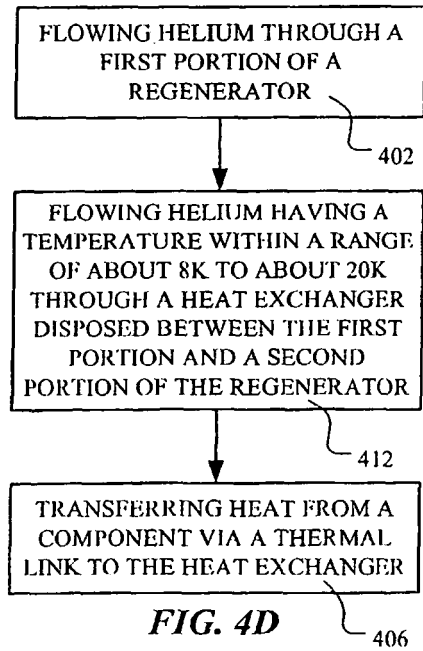 FLOWING HELIUM THROUGH A
FIRST PORTION OF A
REGENERATOR
402
FLOWING HELIUM HAVING A
TEMPERATURE WITHIN A RANGE
OF ABOUT 8K TO ABOUT 20K
THROUGH A HEAT EXCHANGER
DISPOSED BETWEEN THE FIRST
PORTION AND A SECOND
PORTION OF THE REGENERATOR
412
TRANSFERRING HEAT FROM A
COMPONENT VIA A THERMAL
LINK TO THE HEAT EXCHANGER
406
FIG. 4D